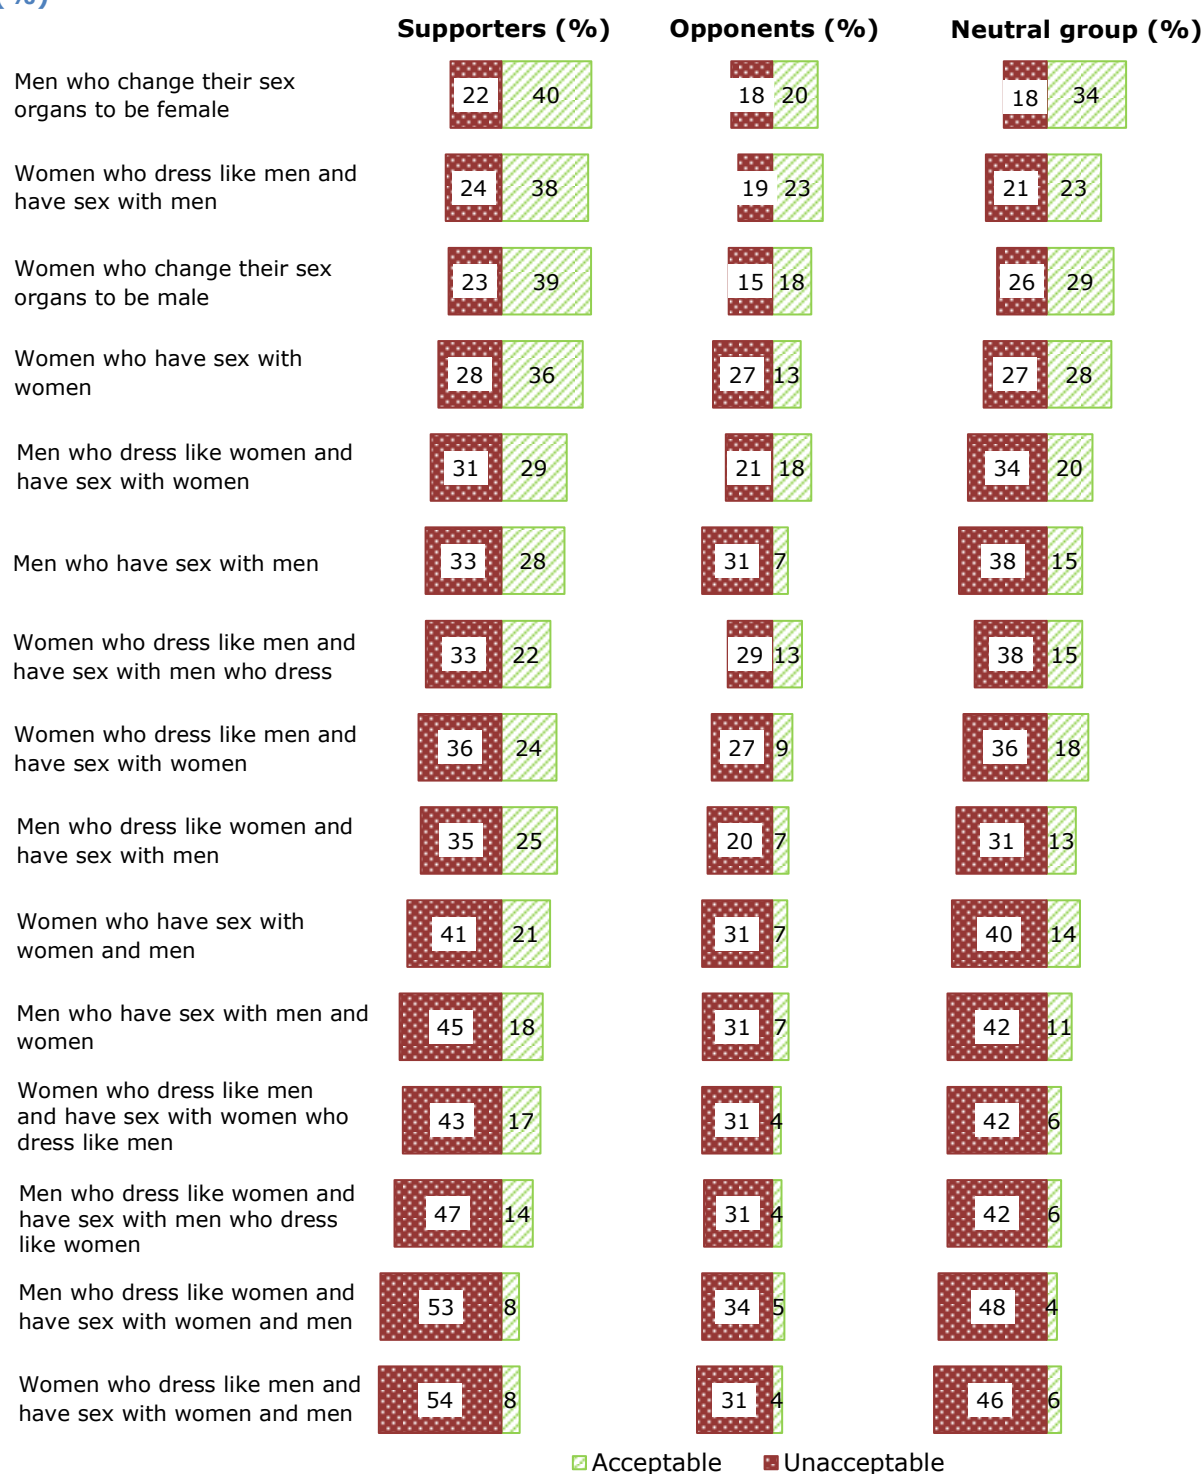 (%)
Supporters (%) Opponents (%) Neutral group (%)
Men who change their sex
organs to be female
22 40 18 20 18 34
Women who dress like men and
have sex with men
24 38 19 23 21 23
Women who change their sex
organs to be male
23 39 15 18 26 29
Women who have sex with
women
28 36 27 13 27 28
Men who dress like women and
have sex with women
31 29 21 18 34 20
Men who have sex with men
33 28 31 7 38 15
Women who dress like men and
have sex with men who dress
33 22 29 13 38 15
Women who dress like men and
have sex with women
36 24 27 9 36 18
Men who dress like women and
have sex with men
35 25 20 7 31 13
Women who have sex with
women and men
41 21 31 7 40 14
Men who have sex with men and
women
45 18 31 7 42 11
Women who dress like men
and have sex with women who
dress like men
43 17 31 4 42 6
Men who dress like women and
have sex with men who dress
like women
47 14 31 4 42 6
Men who dress like women and
have sex with women and men
53 8 34 5 48 4
Women who dress like men and
have sex with women and men
54 8 31 4 46 6
Acceptable Unacceptable